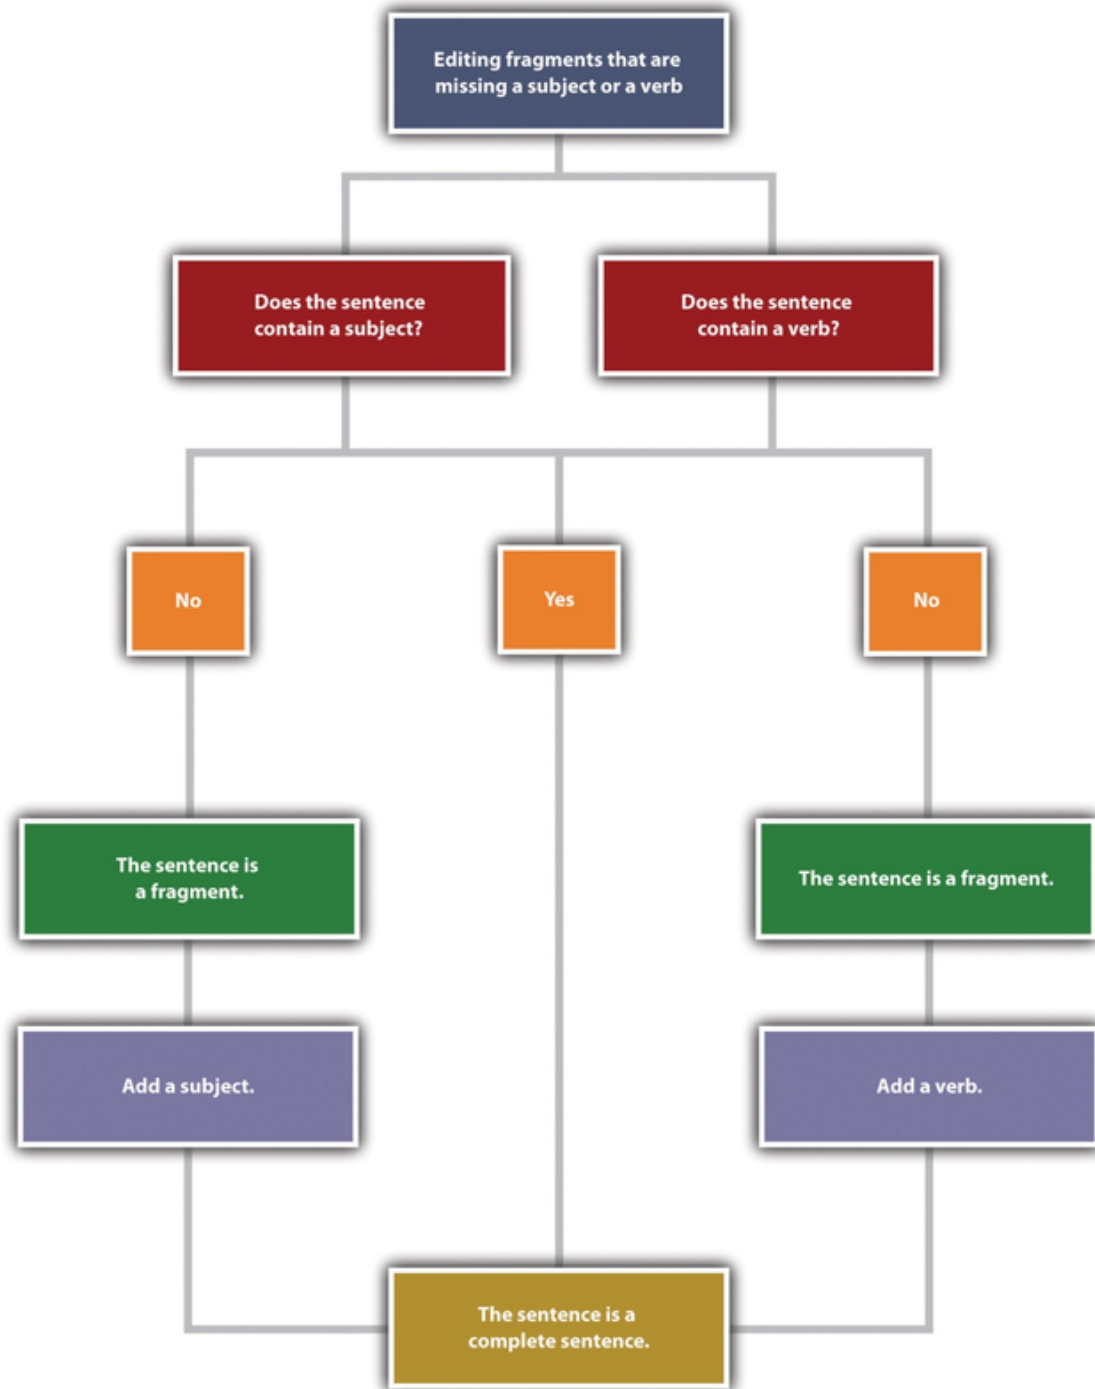 Editing fragments that are
missing a subject or a verb
Does the sentence
contain a subject?
Does the sentence
contain a verb?
No
Yes
No
The sentence is
a fragment.
The sentence is a fragment.
Add a subject.
Add a verb.
The sentence is a
complete sentence.